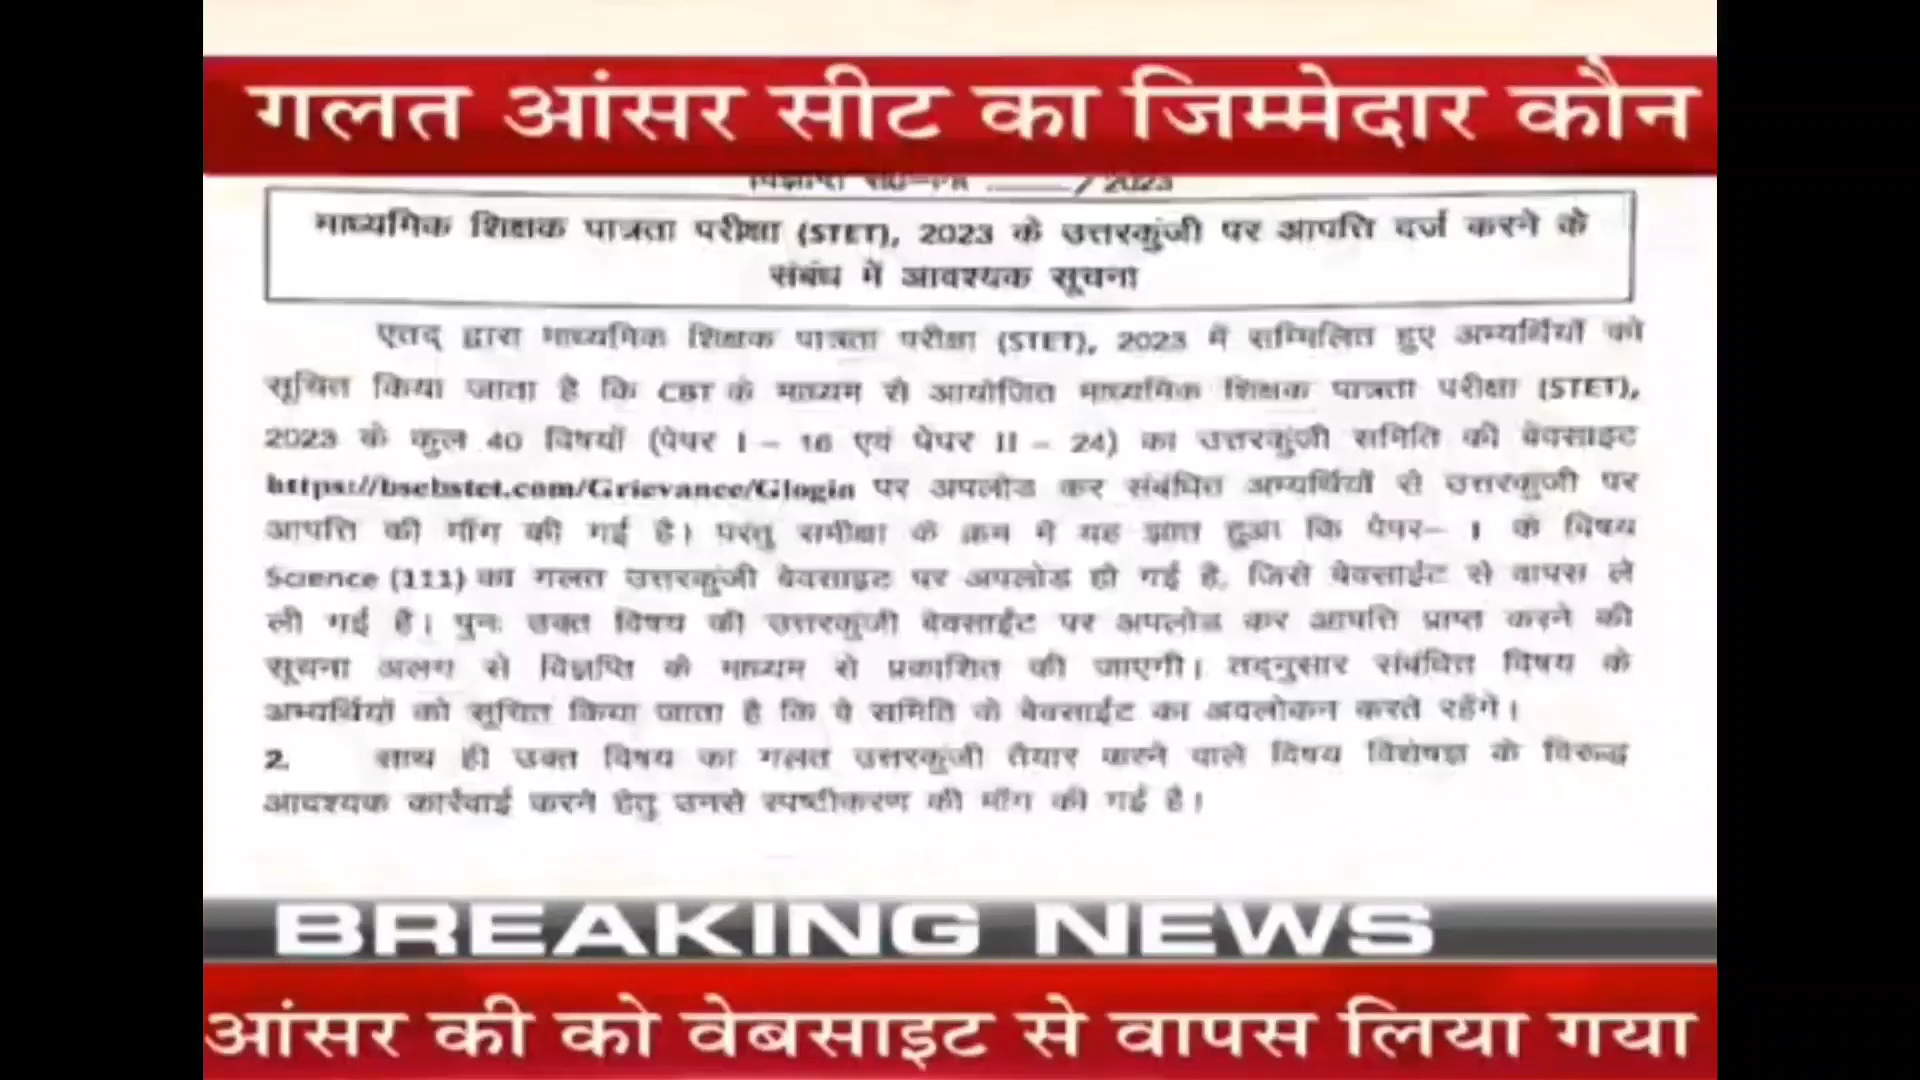 गलत आंसर सीट का जिम्मेदार कौन
विज्ञप्ति सं०-PR ____/2023
माध्यमिक शिक्षक पात्रता परीक्षा (STET), 2023 के उत्तरकुंजी पर आपत्ति दर्ज करने के
संबंध में आवश्यक सूचना
एतद् द्वारा माध्यमिक शिक्षक पात्रता परीक्षा (STET), 2023 में सम्मिलित हुए अभ्यर्थियों को
सूचित किया जाता है कि CBT के माध्यम से आयोजित माध्यमिक शिक्षक पात्रता परीक्षा (STET),
2023 के कुल 40 विषयों (पेपर I – 16 एवं पेपर II – 24) का उत्तरकुंजी समिति की वेबसाइट
https://bsebstet.com/Grievance/Glogin पर अपलोड कर संबंधित अभ्यर्थियों से उत्तरकुंजी पर
आपत्ति की माँग की गई है। परंतु समीक्षा के क्रम में यह ज्ञात हुआ कि पेपर– I के विषय
Science (111) का गलत उत्तरकुंजी वेबसाइट पर अपलोड हो गई है, जिसे वेबसाईट से वापस ले
ली गई है। पुनः उक्त विषय की उत्तरकुंजी वेबसाईट पर अपलोड कर आपत्ति प्राप्त करने की
सूचना अलग से विज्ञप्ति के माध्यम से प्रकाशित की जाएगी। तद्नुसार संबंधित विषय के
अभ्यर्थियों को सूचित किया जाता है कि वे समिति के वेबसाईट का अवलोकन करते रहेंगे।
2. साथ ही उक्त विषय का गलत उत्तरकुंजी तैयार करने वाले विषय विशेषज्ञ के विरुद्ध
आवश्यक कार्रवाई करने हेतु उनसे स्पष्टीकरण की माँग की गई है।
BREAKING NEWS
आंसर की को वेबसाइट से वापस लिया गया